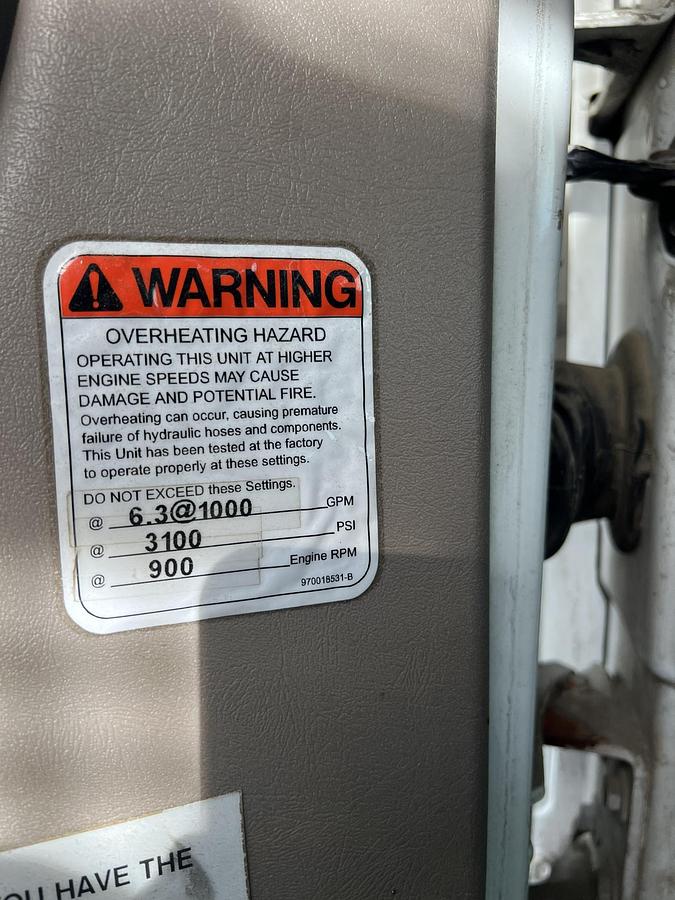 WARNING
OVERHEATING HAZARD
OPERATING THIS UNIT AT HIGHER
ENGINE SPEEDS MAY CAUSE
DAMAGE AND POTENTIAL FIRE.
Overheating can occur, causing premature
failure of hydraulic hoses and components.
This Unit has been tested at the factory
to operate properly at these settings.
DO NOT EXCEED these Settings.
@ 6.3@1000 GPM
@ 3100 PSI
@ 900 Engine RPM
970018531-B
HAVE THE